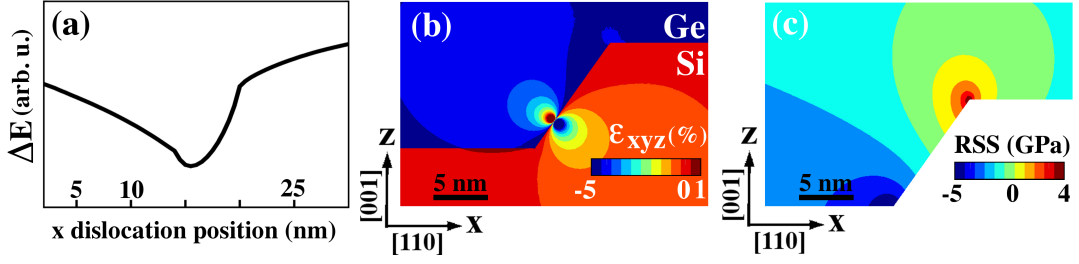 (a)
ΔE (arb. u.)
5 10 25
x dislocation position (nm)
(b)
Ge
Si
εxyz(%)
-5 0 1
5 nm
z
[001]
x
[110]
(c)
RSS (GPa)
-5 0 4
5 nm
z
[001]
x
[110]